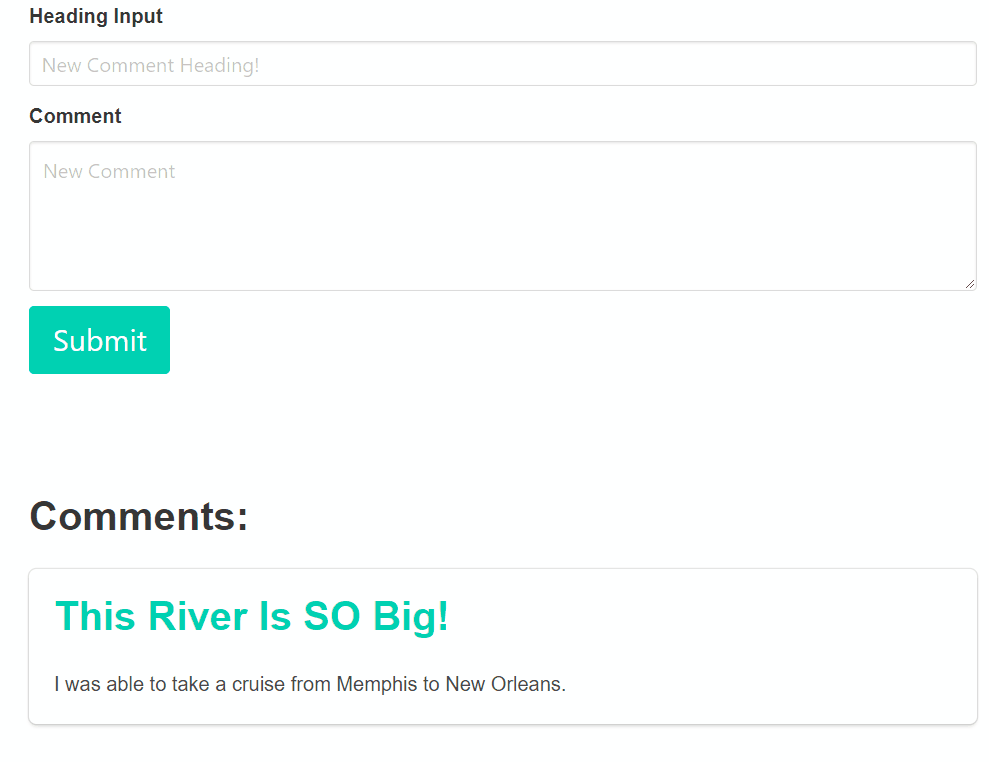 Heading Input
New Comment Heading!
Comment
New Comment
Submit
Comments:
This River Is SO Big!
I was able to take a cruise from Memphis to New Orleans.